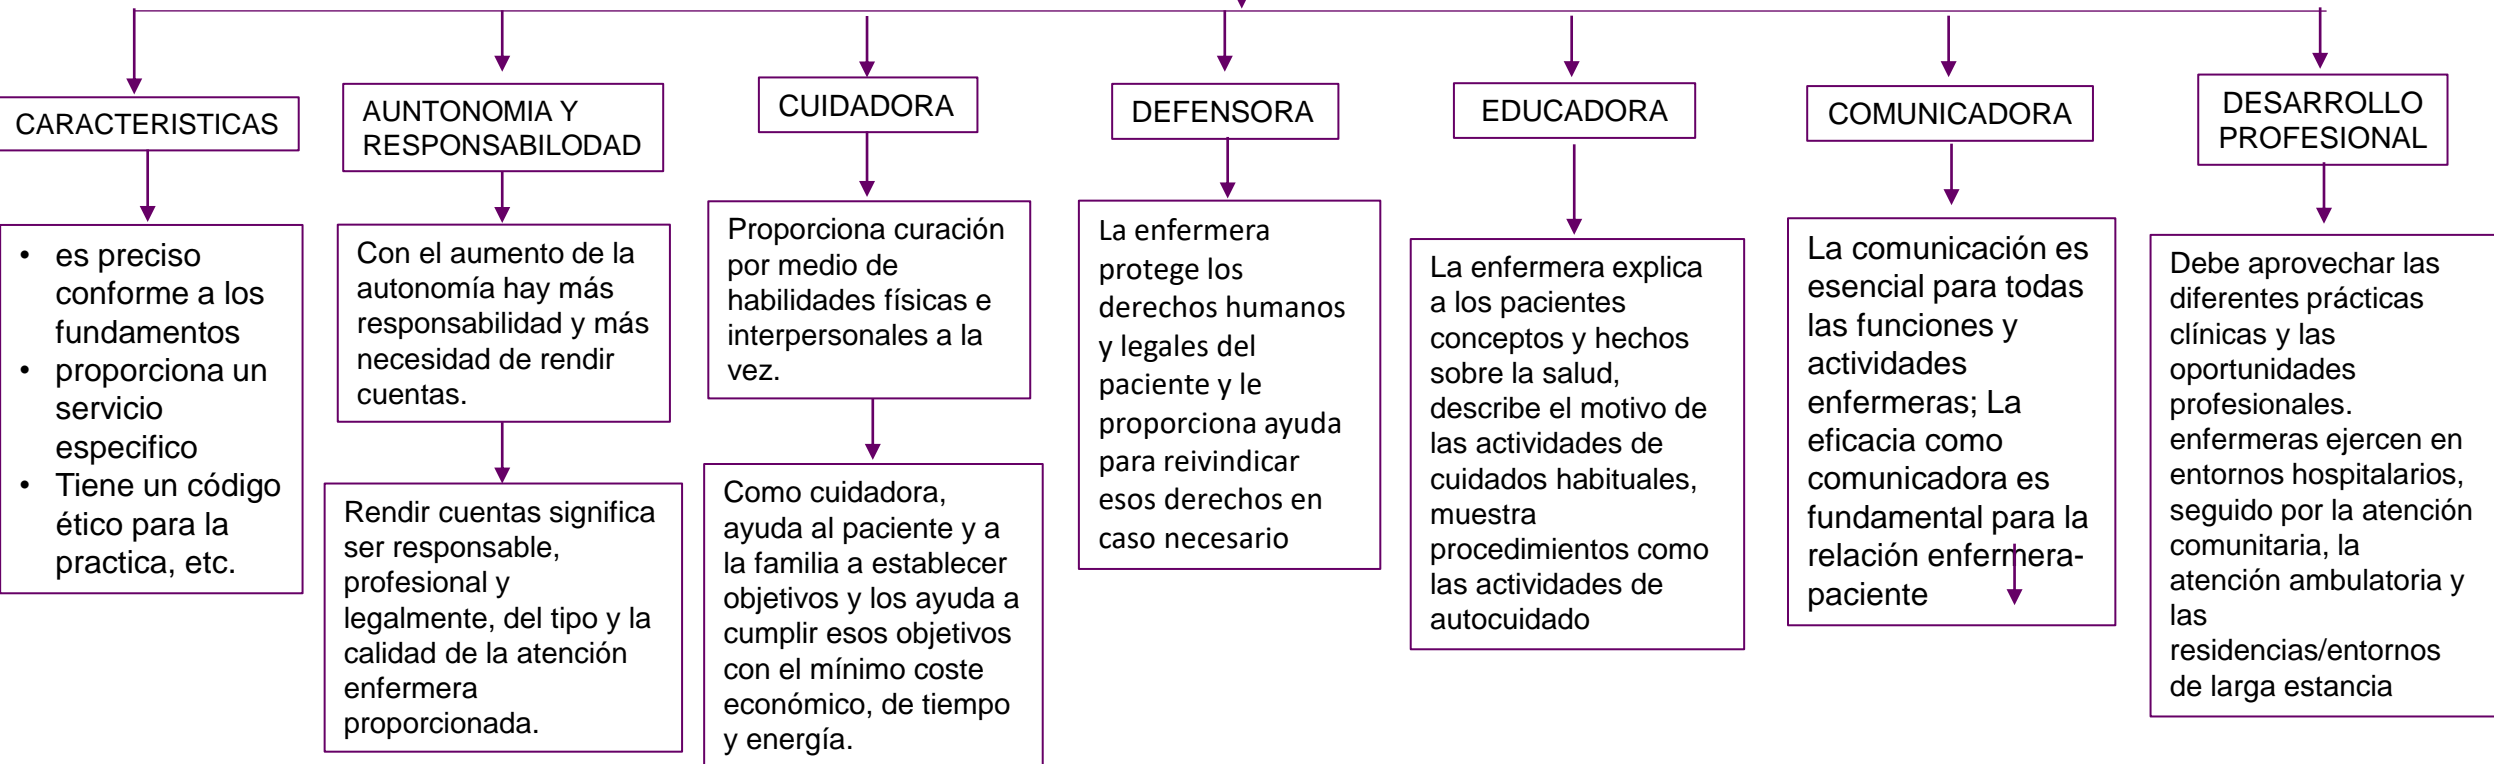 CARACTERISTICAS
es preciso
conforme a los
fundamentos
proporciona un
servicio
especifico
Tiene un código
ético para la
practica, etc.
AUNTONOMIA Y
RESPONSABILODAD
Con el aumento de la
autonomía hay más
responsabilidad y más
necesidad de rendir
cuentas.
Rendir cuentas significa
ser responsable,
profesional y
legalmente, del tipo y la
calidad de la atención
enfermera
proporcionada.
CUIDADORA
Proporciona curación
por medio de
habilidades físicas e
interpersonales a la
vez.
Como cuidadora,
ayuda al paciente y a
la familia a establecer
objetivos y los ayuda a
cumplir esos objetivos
con el mínimo coste
económico, de tiempo
y energía.
DEFENSORA
La enfermera
protege los
derechos humanos
y legales del
paciente y le
proporciona ayuda
para reivindicar
esos derechos en
caso necesario
EDUCADORA
La enfermera explica
a los pacientes
conceptos y hechos
sobre la salud,
describe el motivo de
las actividades de
cuidados habituales,
muestra
procedimientos como
las actividades de
autocuidado
COMUNICADORA
La comunicación es
esencial para todas
las funciones y
actividades
enfermeras; La
eficacia como
comunicadora es
fundamental para la
relación enfermera-
paciente
DESARROLLO
PROFESIONAL
Debe aprovechar las
diferentes prácticas
clínicas y las
oportunidades
profesionales.
enfermeras ejercen en
entornos hospitalarios,
seguido por la atención
comunitaria, la
atención ambulatoria y
las
residencias/entornos
de larga estancia